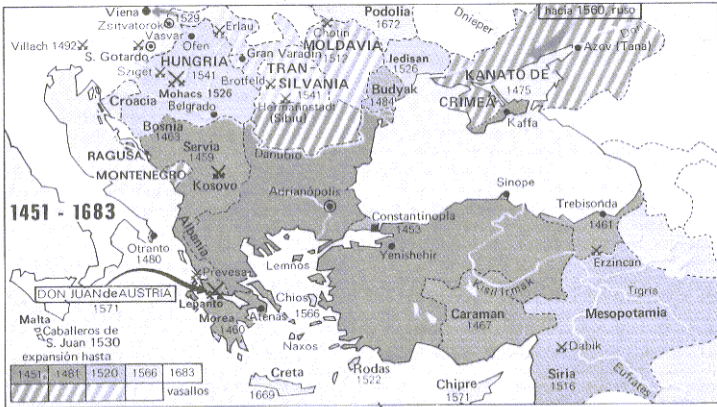 Viena
1529
Zsitvatorok
Vasvar
Erlau
Ofen
Villach 1492
S. Gotardo
Sziget
HUNGRIA
1541
Mohacs 1526
Gran Varadin
Brotfeld
TRAN-
SILVANIA
1541
Hermannstadt
(Sibiu)
Chotin
MOLDAVIA
1512
Podolia
1672
Jedisan
1526
Budyak
1484
Dnieper
hacia 1560, ruso
Don
Azov (Tana)
KANATO DE
1475
CRIMEA
Kaffa
Croacia
Belgrado
Bosnia
1463
Servia
1459
RAGUSA
MONTENEGRO
Kosovo
Danubio
Adrianópolis
1451 - 1683
Otranto
1480
Albania
Constantinopla
1453
Yenishehir
Sinope
Trebisonda
1461
Erzincan
Kisil Irmak
Tigris
Mesopotamia
Caraman
1467
Dabik
Siria
1516
Eufrates
Lemnos
Prevesa
DON JUAN de AUSTRIA
1571
Lepanto
Morea
1460
Atenas
Chios
1566
Naxos
Malta
Caballeros de
S. Juan 1530
Creta
1669
Rodas
1522
Chipre
1571
expansión hasta
1451 1481 1520 1566 1683
vasallos